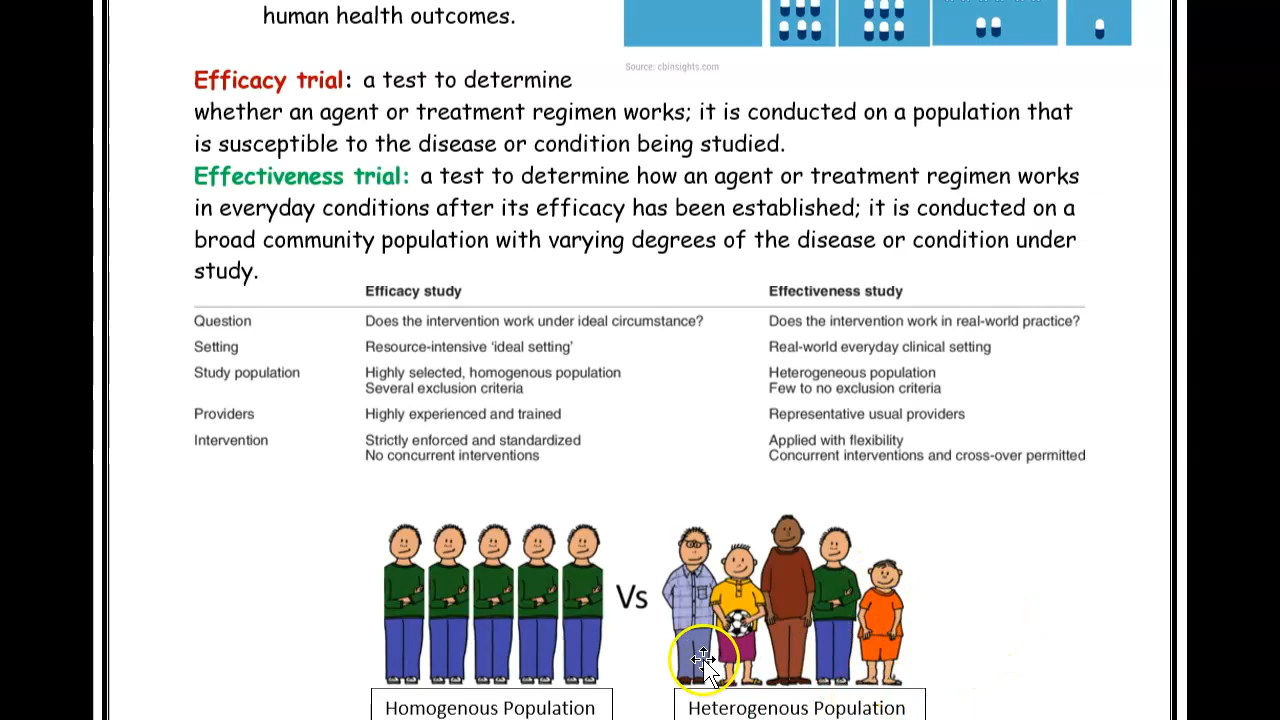 human health outcomes.
Source: cbinsights.com
Efficacy trial: a test to determine
whether an agent or treatment regimen works; it is conducted on a population that
is susceptible to the disease or condition being studied.
Effectiveness trial: a test to determine how an agent or treatment regimen works
in everyday conditions after its efficacy has been established; it is conducted on a
broad community population with varying degrees of the disease or condition under
study.
Efficacy study Effectiveness study
Question Does the intervention work under ideal circumstance? Does the intervention work in real-world practice?
Setting Resource-intensive ‘ideal setting’ Real-world everyday clinical setting
Study population Highly selected, homogenous population Heterogeneous population
Several exclusion criteria Few to no exclusion criteria
Providers Highly experienced and trained Representative usual providers
Intervention Strictly enforced and standardized Applied with flexibility
No concurrent interventions Concurrent interventions and cross-over permitted
Vs
Homogenous Population Heterogenous Population